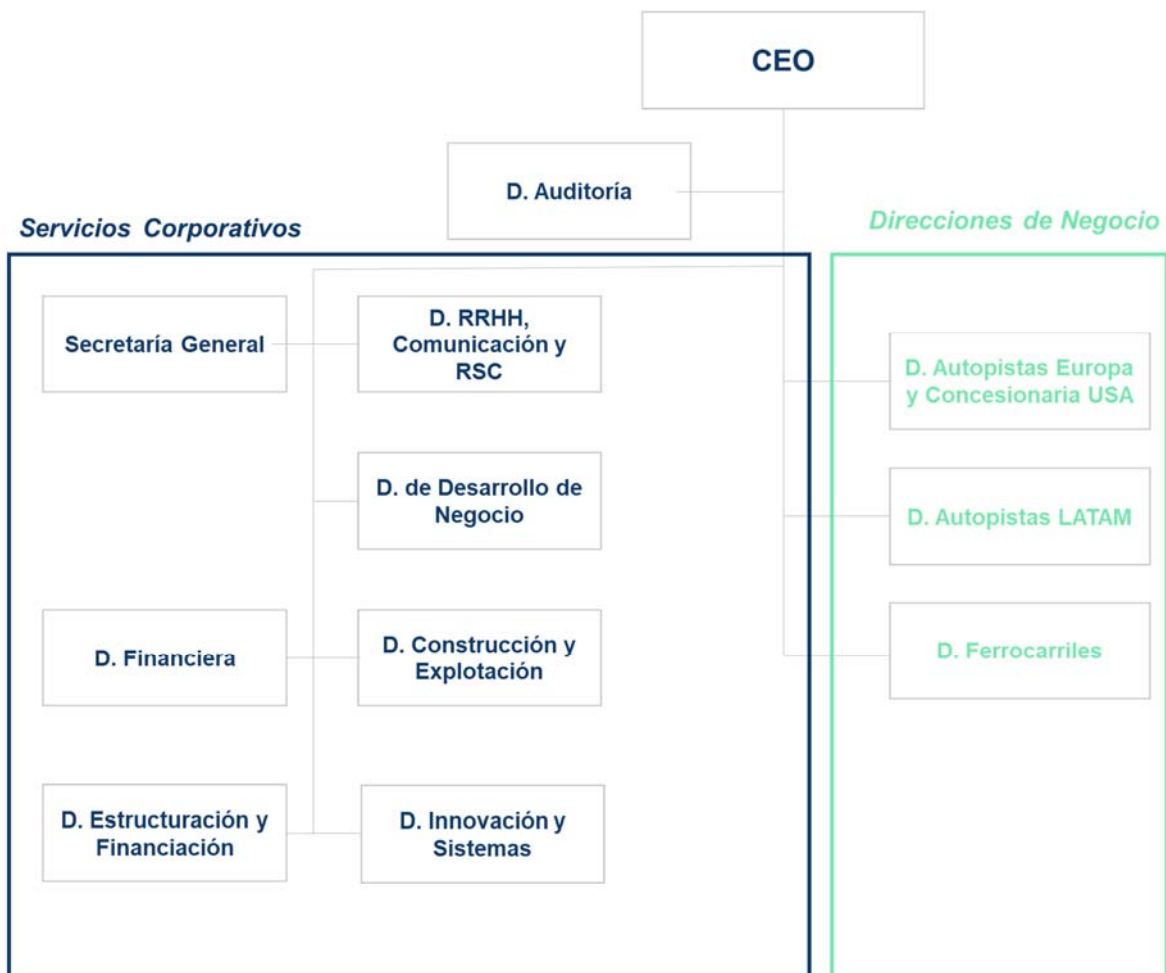 CEO
D. Auditoría
Servicios Corporativos
Direcciones de Negocio
Secretaría General
D. RRHH,
Comunicación y
RSC
D. Autopistas Europa
y Concesionaria USA
D. de Desarrollo de
Negocio
D. Autopistas LATAM
D. Financiera
D. Construcción y
Explotación
D. Ferrocarriles
D. Estructuración y
Financiación
D. Innovación y
Sistemas